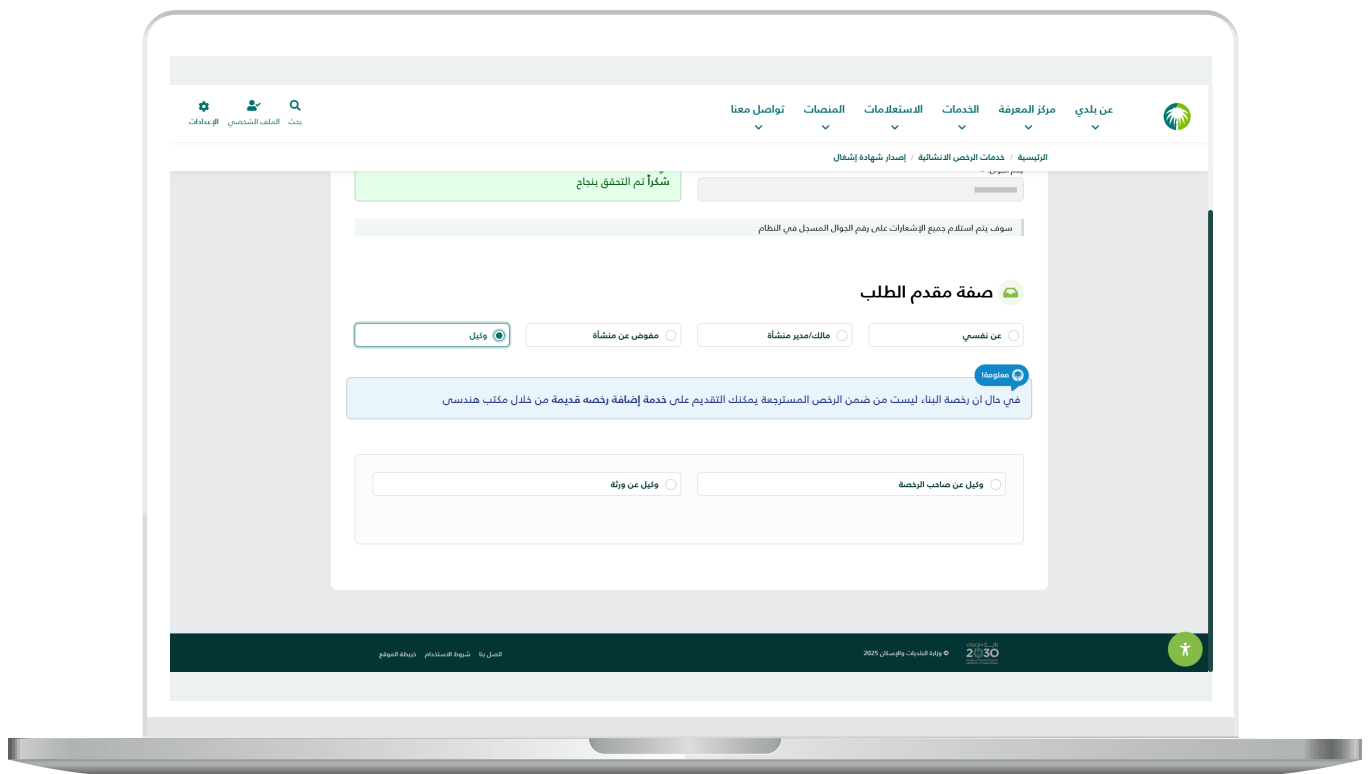 عن بلدي
مركز المعرفة
الخدمات
الاستعلامات
المنصات
تواصل معنا
بحث
الملف الشخصي
الإعدادات
الرئيسية / خدمات الرخص الانشائية / إصدار شهادة إشغال
شكراً تم التحقق بنجاح
سوف يتم استلام جميع الإشعارات على رقم الجوال المسجل في النظام
صفة مقدم الطلب
عن نفسي
مالك/مدير منشأة
مفوض عن منشأة
وكيل
معلومة!
في حال ان رخصة البناء ليست من ضمن الرخص المسترجعة يمكنك التقديم على خدمة إضافة رخصه قديمة من خلال مكتب هندسى
وكيل عن صاحب الرخصة
وكيل عن ورثة
2030
© وزارة البلديات والإسكان 2025
اتصل بنا شروط الاستخدام خريطة الموقع